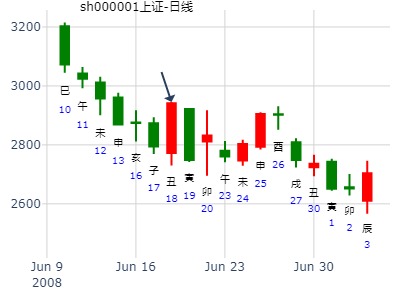 sh000001上证-日线
3200
3000
2800
2600
巳
10
午
11
未
12
申
13
亥
16
子
17
丑
18
寅
19
卯
20
午
23
未
24
申
25
酉
26
戌
27
丑
30
寅
1
卯
2
辰
3
Jun 9
2008
Jun 16
Jun 23
Jun 30